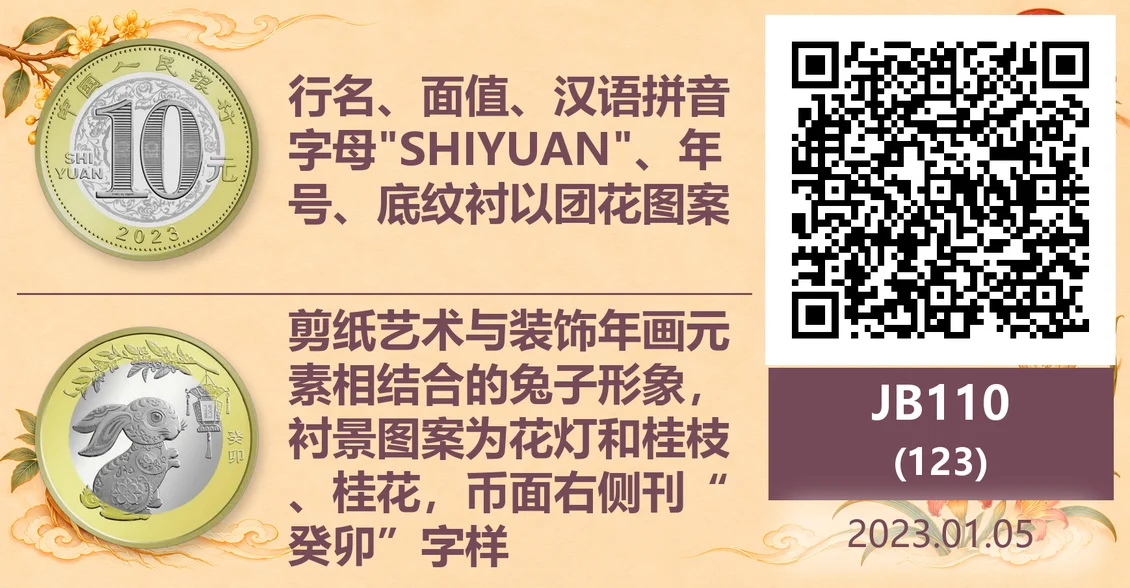 中国人民银行
10
元
SHI
YUAN
2023
行名、面值、汉语拼音
字母"SHIYUAN"、年
号、底纹衬以团花图案
剪纸艺术与装饰年画元
素相结合的兔子形象，
衬景图案为花灯和桂枝
、桂花，币面右侧刊“
癸卯”字样
癸卯
JB110
(123)
2023.01.05